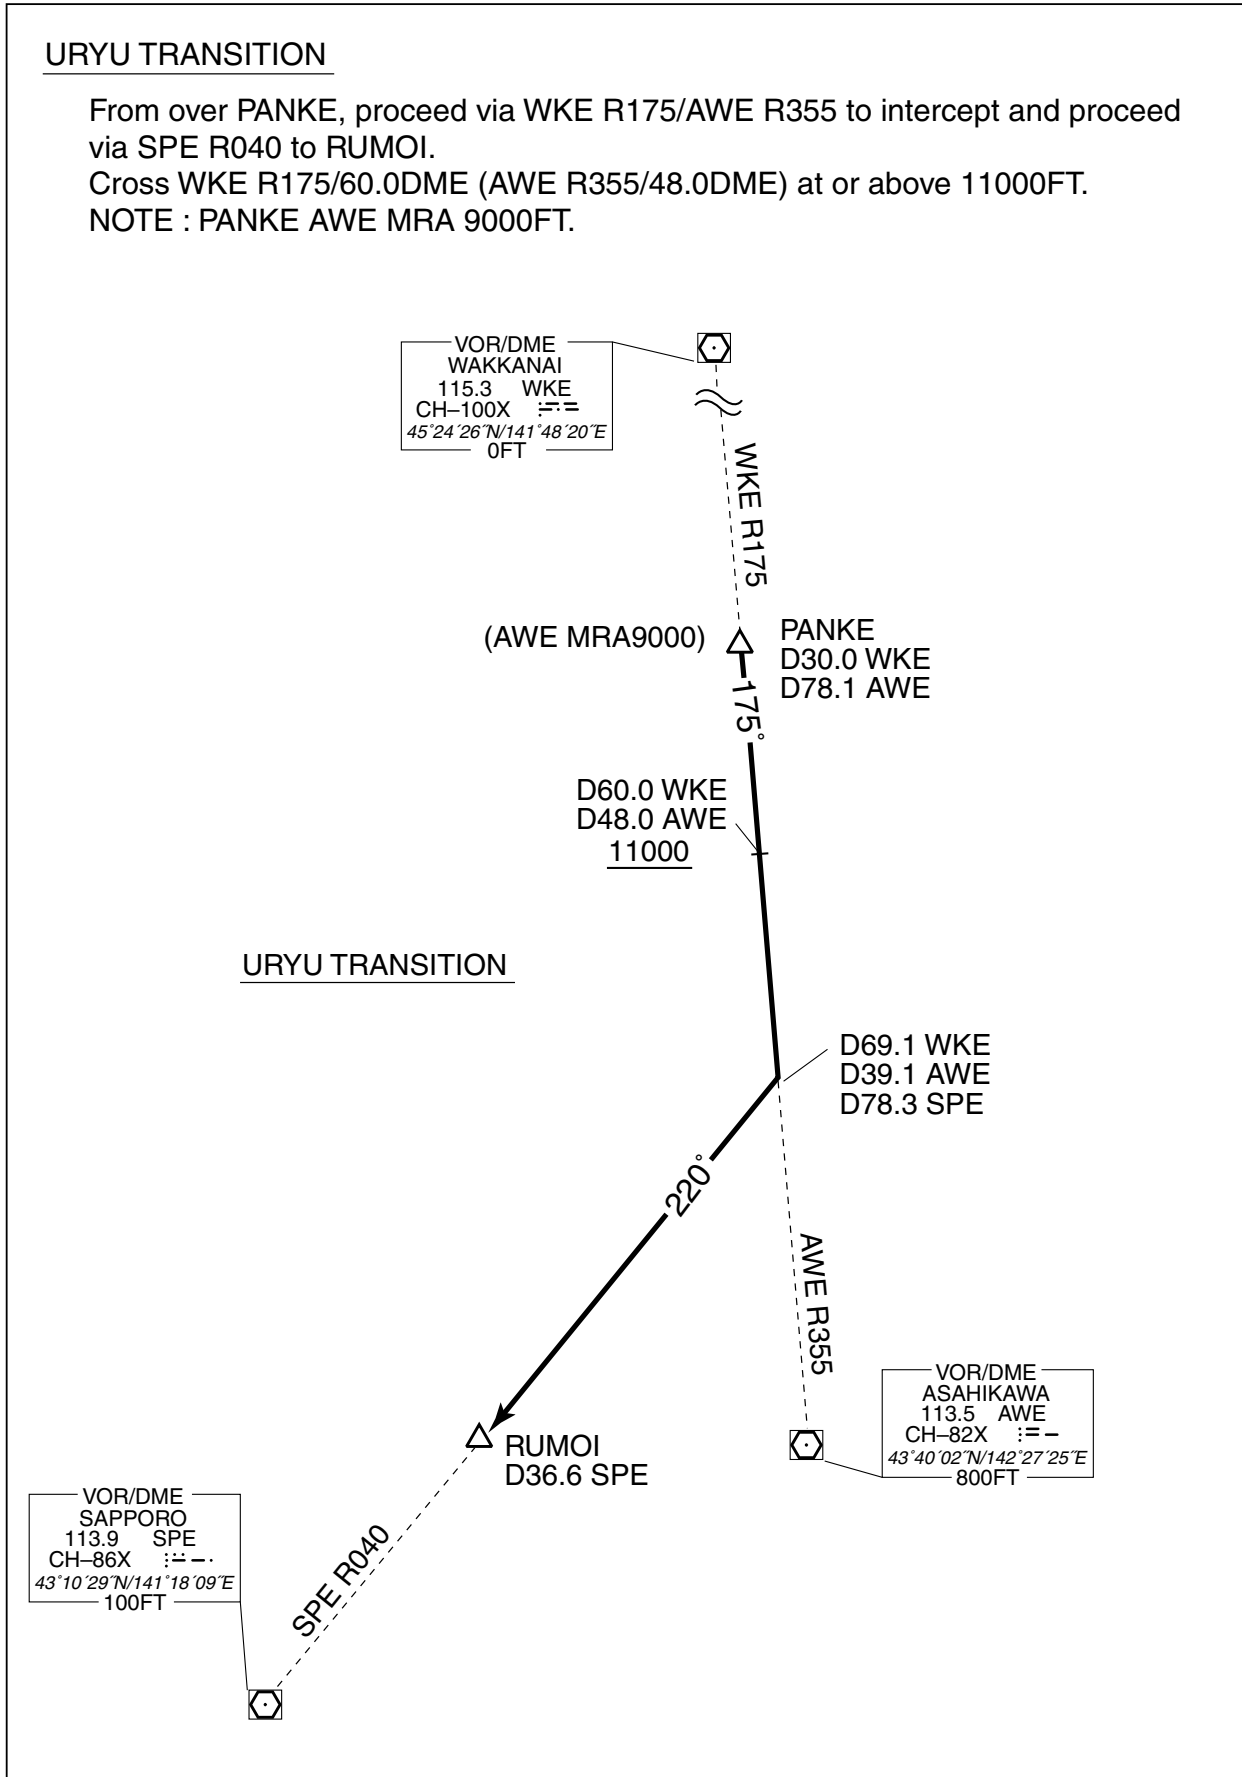 URYU TRANSITION
From over PANKE, proceed via WKE R175/AWE R355 to intercept and proceed
via SPE R040 to RUMOI.
Cross WKE R175/60.0DME (AWE R355/48.0DME) at or above 11000FT.
NOTE : PANKE AWE MRA 9000FT.
VOR/DME
WAKKANAI
115.3 WKE
CH–100X
45°24´26˝N/141°48´20˝E
0FT
WKE R175
(AWE MRA9000)
PANKE
D30.0 WKE
D78.1 AWE
175°
D60.0 WKE
D48.0 AWE
11000
URYU TRANSITION
D69.1 WKE
D39.1 AWE
D78.3 SPE
220°
AWE R355
VOR/DME
ASAHIKAWA
113.5 AWE
CH–82X
43°40´02˝N/142°27´25˝E
800FT
RUMOI
D36.6 SPE
VOR/DME
SAPPORO
113.9 SPE
CH–86X
43°10´29˝N/141°18´09˝E
100FT
SPE R040